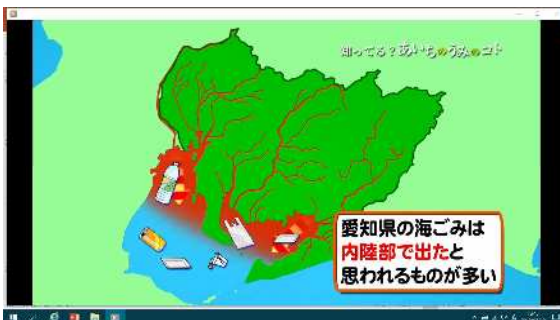 知ってる？あいちのうみのコト
愛知県の海ごみは
内陸部で出たと
思われるものが多い